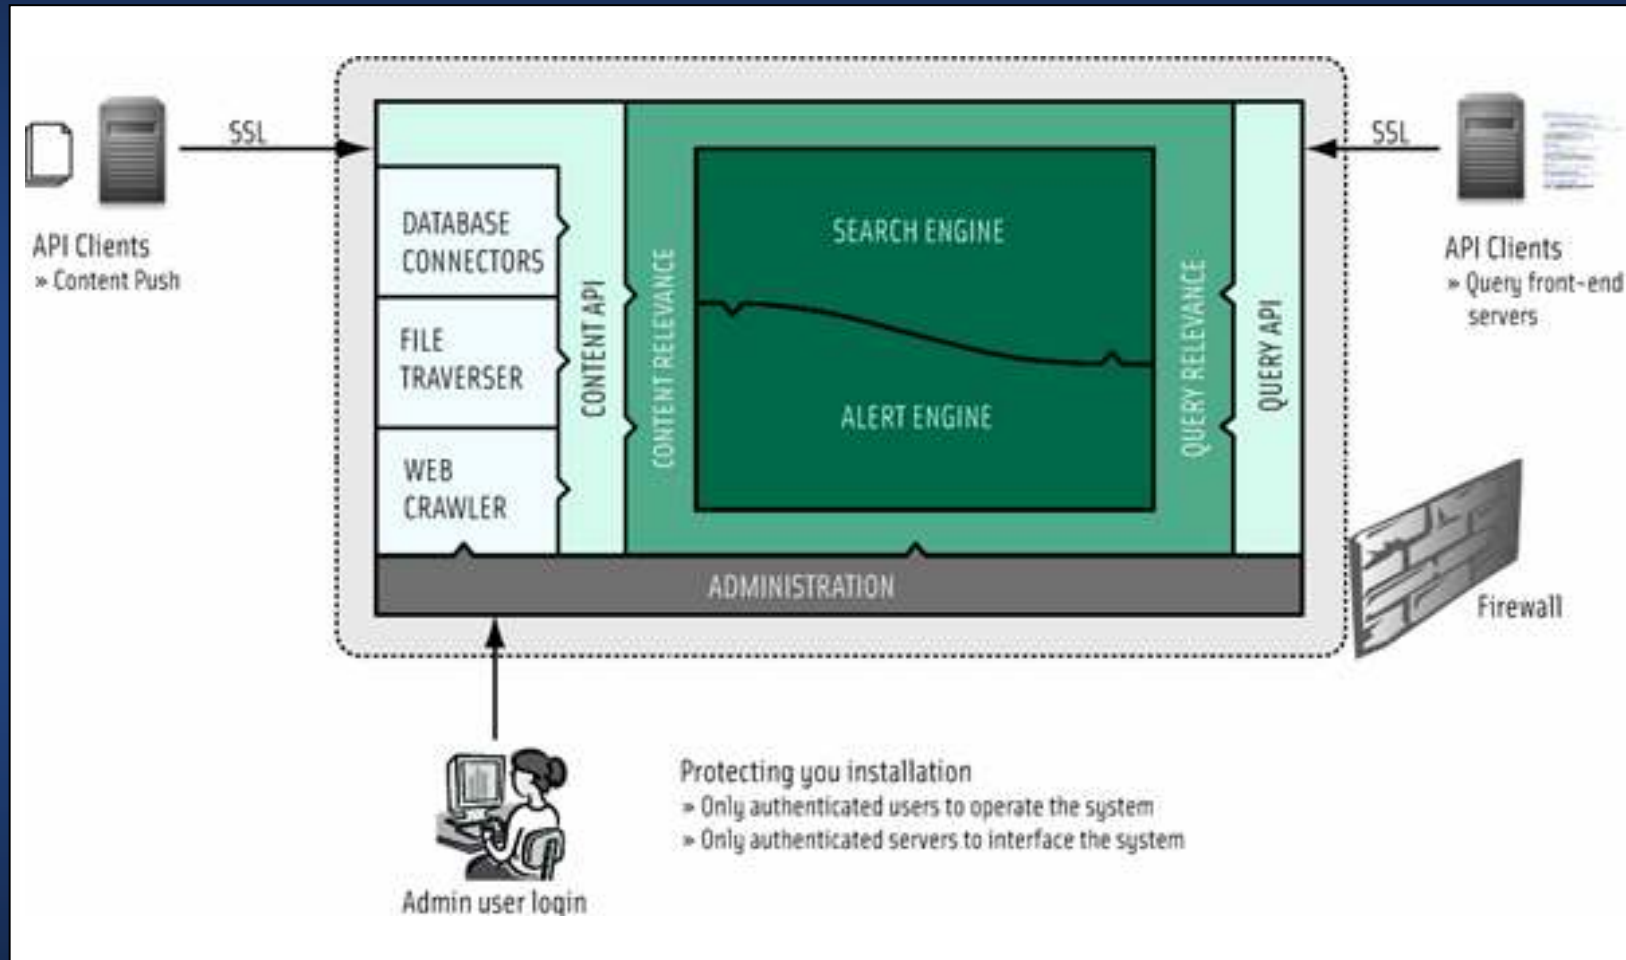 SSL
API Clients
» Content Push
DATABASE
CONNECTORS
FILE
TRAVERSER
WEB
CRAWLER
CONTENT API
CONTENT RELEVANCE
SEARCH ENGINE
ALERT ENGINE
QUERY RELEVANCE
QUERY API
ADMINISTRATION
SSL
API Clients
» Query front-end
servers
Firewall
Admin user login
Protecting you installation
» Only authenticated users to operate the system
» Only authenticated servers to interface the system